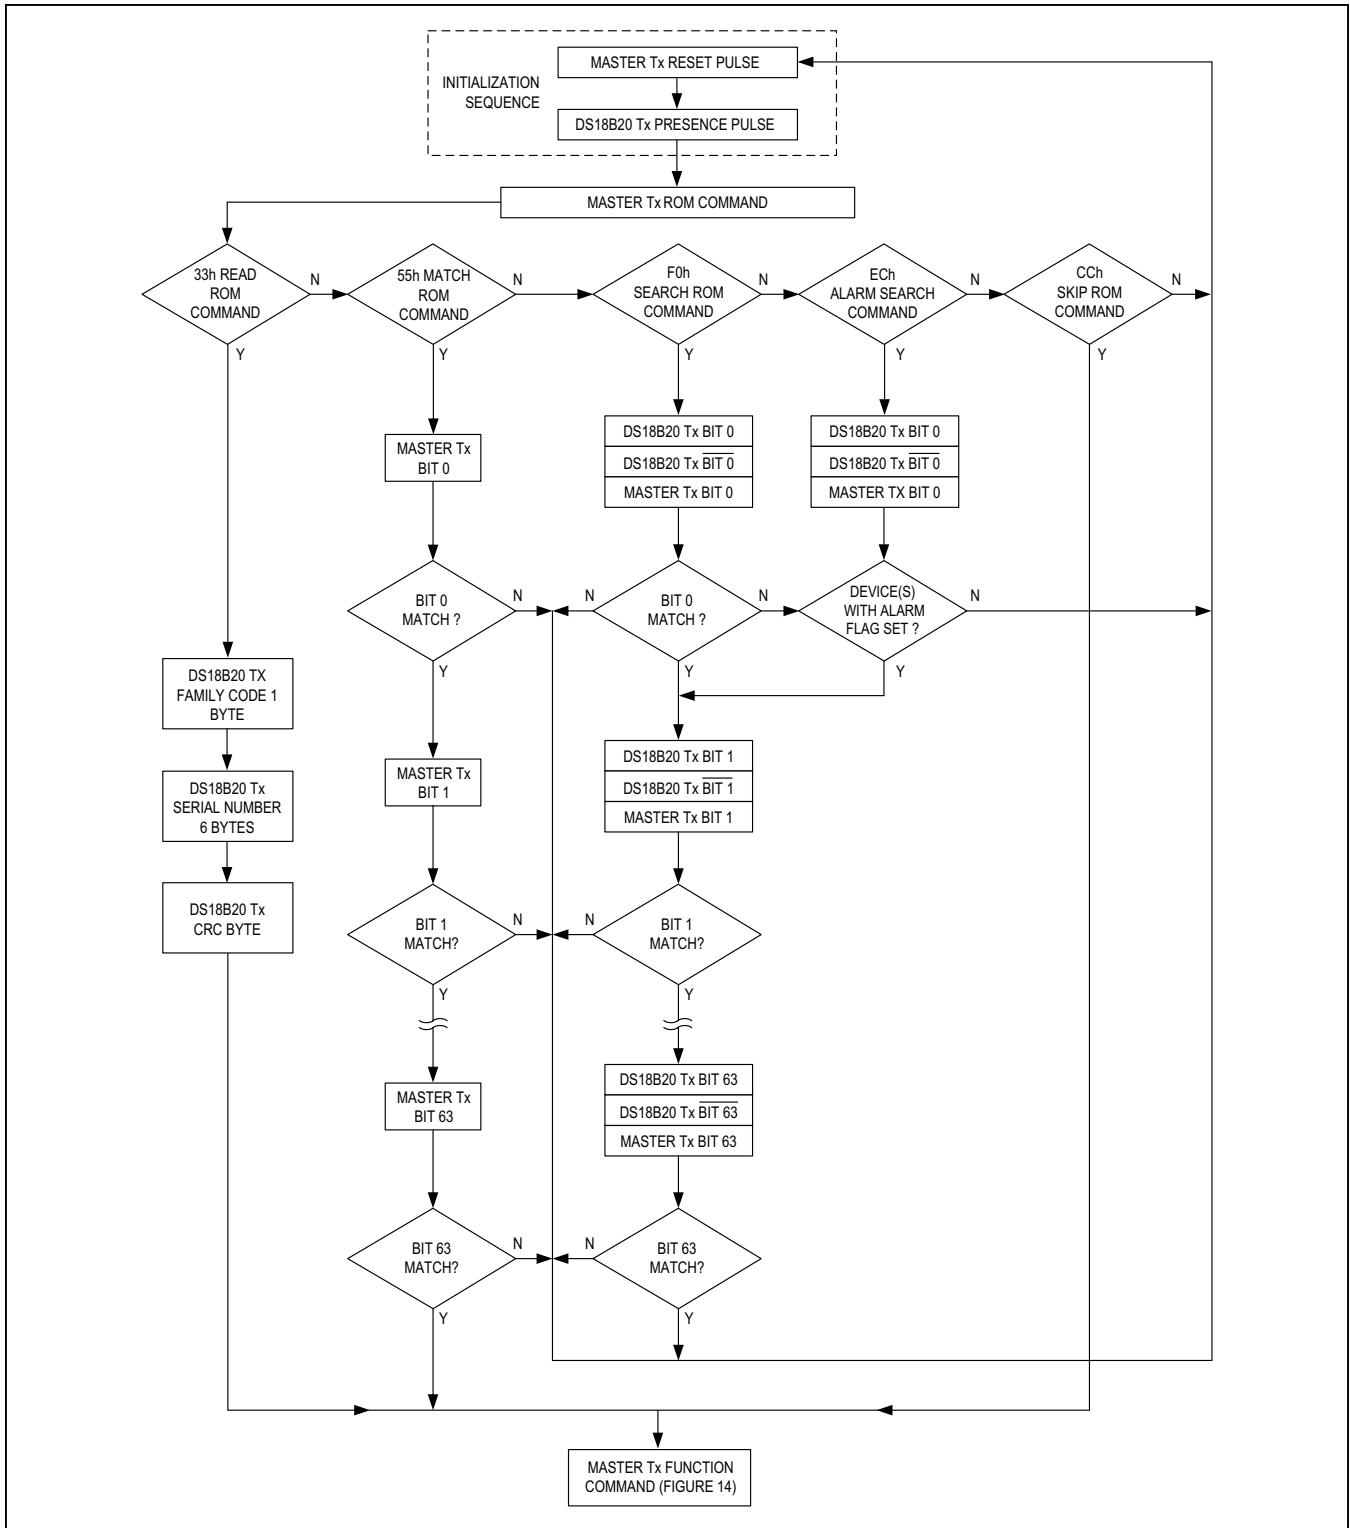 INITIALIZATION
SEQUENCE
MASTER Tx RESET PULSE
DS18B20 Tx PRESENCE PULSE
MASTER Tx ROM COMMAND
33h READ
ROM
COMMAND
N
Y
55h MATCH
ROM
COMMAND
N
Y
F0h
SEARCH ROM
COMMAND
N
Y
ECh
ALARM SEARCH
COMMAND
N
Y
CCh
SKIP ROM
COMMAND
N
Y
MASTER Tx
BIT 0
DS18B20 Tx BIT 0
DS18B20 Tx B̅I̅T̅ ̅0̅
MASTER Tx BIT 0
DS18B20 Tx BIT 0
DS18B20 Tx B̅I̅T̅ ̅0̅
MASTER TX BIT 0
BIT 0
MATCH ?
N
Y
N
BIT 0
MATCH ?
N
Y
DEVICE(S)
WITH ALARM
FLAG SET ?
N
Y
DS18B20 TX
FAMILY CODE 1
BYTE
DS18B20 Tx
SERIAL NUMBER
6 BYTES
DS18B20 Tx
CRC BYTE
MASTER Tx
BIT 1
DS18B20 Tx BIT 1
DS18B20 Tx B̅I̅T̅ ̅1̅
MASTER Tx BIT 1
BIT 1
MATCH?
N
Y
N
BIT 1
MATCH?
Y
MASTER Tx
BIT 63
DS18B20 Tx BIT 63
DS18B20 Tx B̅I̅T̅ ̅6̅3̅
MASTER Tx BIT 63
BIT 63
MATCH?
N
Y
N
BIT 63
MATCH?
Y
MASTER Tx FUNCTION
COMMAND (FIGURE 14)